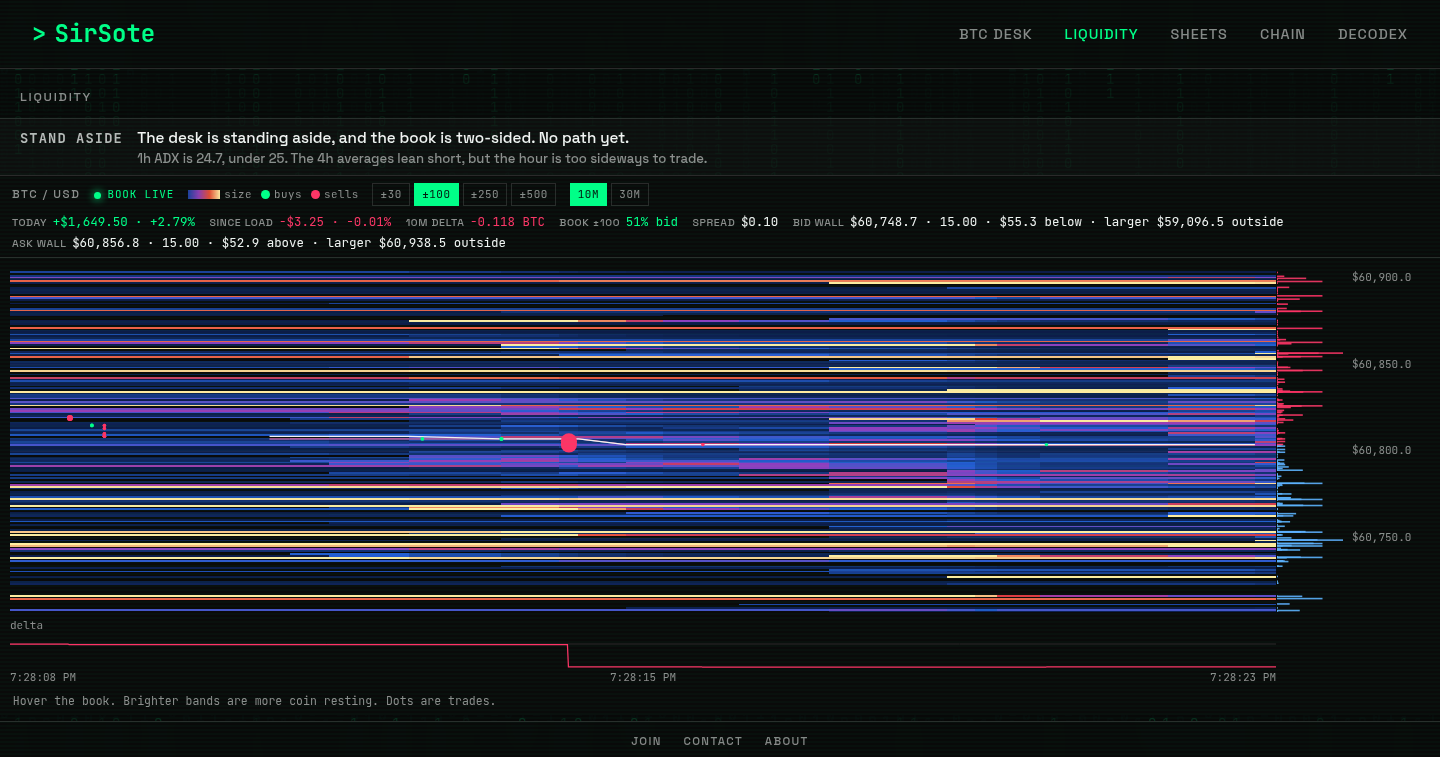 > SirSote
BTC DESK LIQUIDITY SHEETS CHAIN DECODEX
LIQUIDITY
STAND ASIDE The desk is standing aside, and the book is two-sided. No path yet.
1h ADX is 24.7, under 25. The 4h averages lean short, but the hour is too sideways to trade.
BTC / USD BOOK LIVE size buys sells ±30 ±100 ±250 ±500 10M 30M
TODAY +$1,649.50 · +2.79% SINCE LOAD -$3.25 · -0.01% 10M DELTA -0.118 BTC BOOK ±100 51% bid SPREAD $0.10 BID WALL $60,748.7 · 15.00 · $55.3 below · larger $59,096.5 outside
ASK WALL $60,856.8 · 15.00 · $52.9 above · larger $60,938.5 outside
$60,900.0
$60,850.0
$60,800.0
$60,750.0
delta
7:28:08 PM 7:28:15 PM 7:28:23 PM
Hover the book. Brighter bands are more coin resting. Dots are trades.
JOIN CONTACT ABOUT